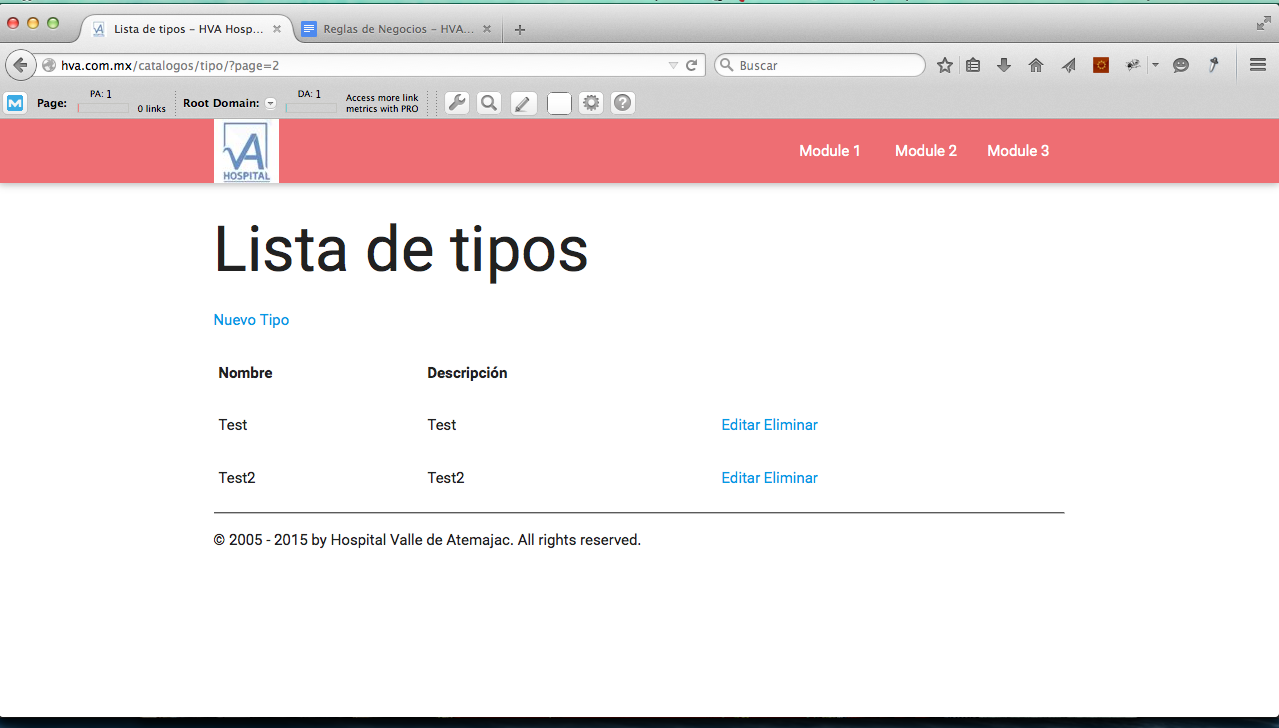 Lista de tipos – HVA Hosp... Reglas de Negocios – HVA...
hva.com.mx/catalogos/tipo/?page=2 Buscar
Page: PA: 1 0 links Root Domain: DA: 1 Access more link
metrics with PRO
VA
HOSPITAL
Module 1 Module 2 Module 3
Lista de tipos
Nuevo Tipo
Nombre Descripción
Test Test Editar Eliminar
Test2 Test2 Editar Eliminar
© 2005 - 2015 by Hospital Valle de Atemajac. All rights reserved.